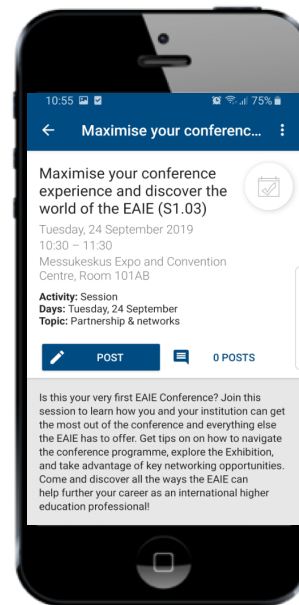 10:55 75%
Maximise your conferenc...
Maximise your conference
experience and discover the
world of the EAIE (S1.03)
Tuesday, 24 September 2019
10:30 – 11:30
Messukeskus Expo and Convention
Centre, Room 101AB
Activity: Session
Days: Tuesday, 24 September
Topic: Partnership & networks
POST 0 POSTS
Is this your very first EAIE Conference? Join this
session to learn how you and your institution can get
the most out of the conference and everything else
the EAIE has to offer. Get tips on on how to navigate
the conference programme, explore the Exhibition,
and take advantage of key networking opportunities.
Come and discover all the ways the EAIE can
help further your career as an international higher
education professional!